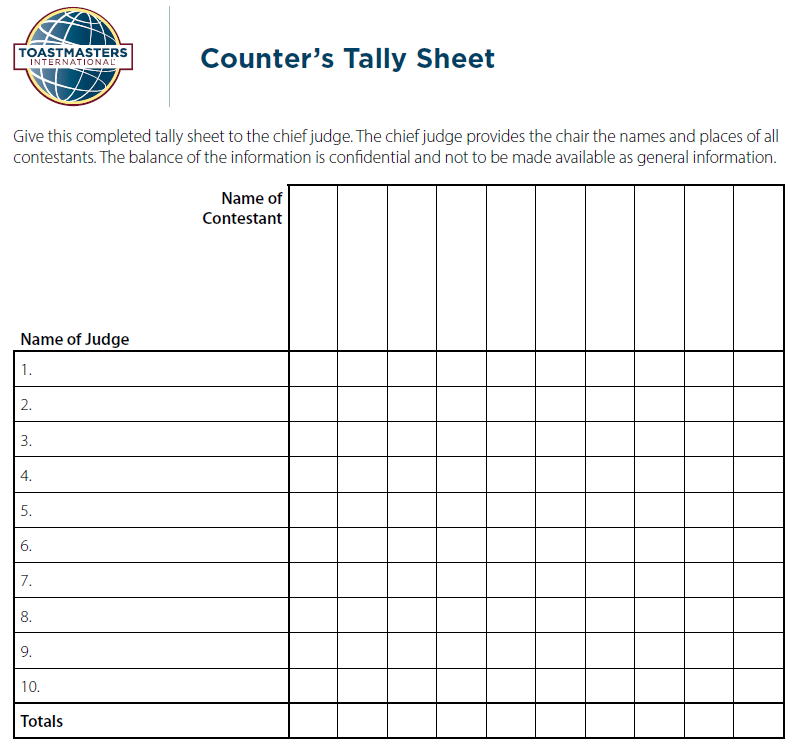 TOASTMASTERS
INTERNATIONAL
Counter's Tally Sheet
Give this completed tally sheet to the chief judge. The chief judge provides the chair the names and places of all
contestants. The balance of the information is confidential and not to be made available as general information.
Name of
Contestant
Name of Judge
1.
2.
3.
4.
5.
6.
7.
8.
9.
10.
Totals